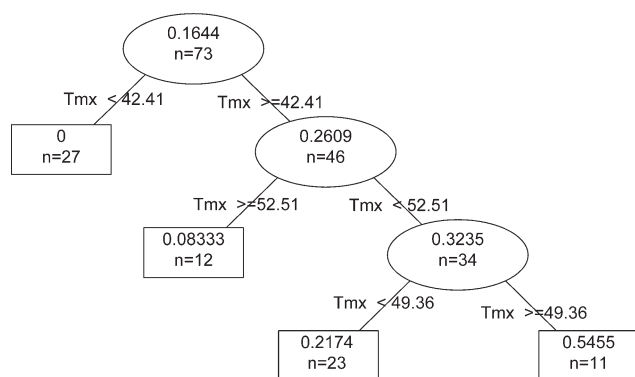 0.1644
n=73
Tmx < 42.41
Tmx >=42.41
0
n=27
0.2609
n=46
Tmx >=52.51
Tmx < 52.51
0.08333
n=12
0.3235
n=34
Tmx < 49.36
Tmx >=49.36
0.2174
n=23
0.5455
n=11